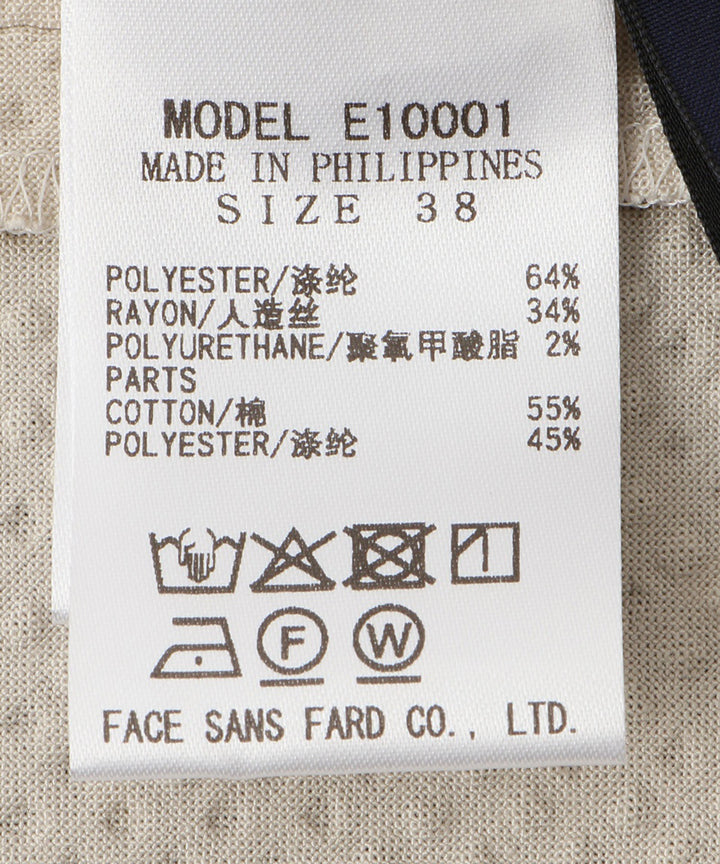 MODEL E10001
MADE IN PHILIPPINES
SIZE 38
POLYESTER/涤纶 64%
RAYON/人造丝 34%
POLYURETHANE/聚氨甲酸脂 2%
PARTS
COTTON/棉 55%
POLYESTER/涤纶 45%
F W
FACE SANS FARD CO., LTD.